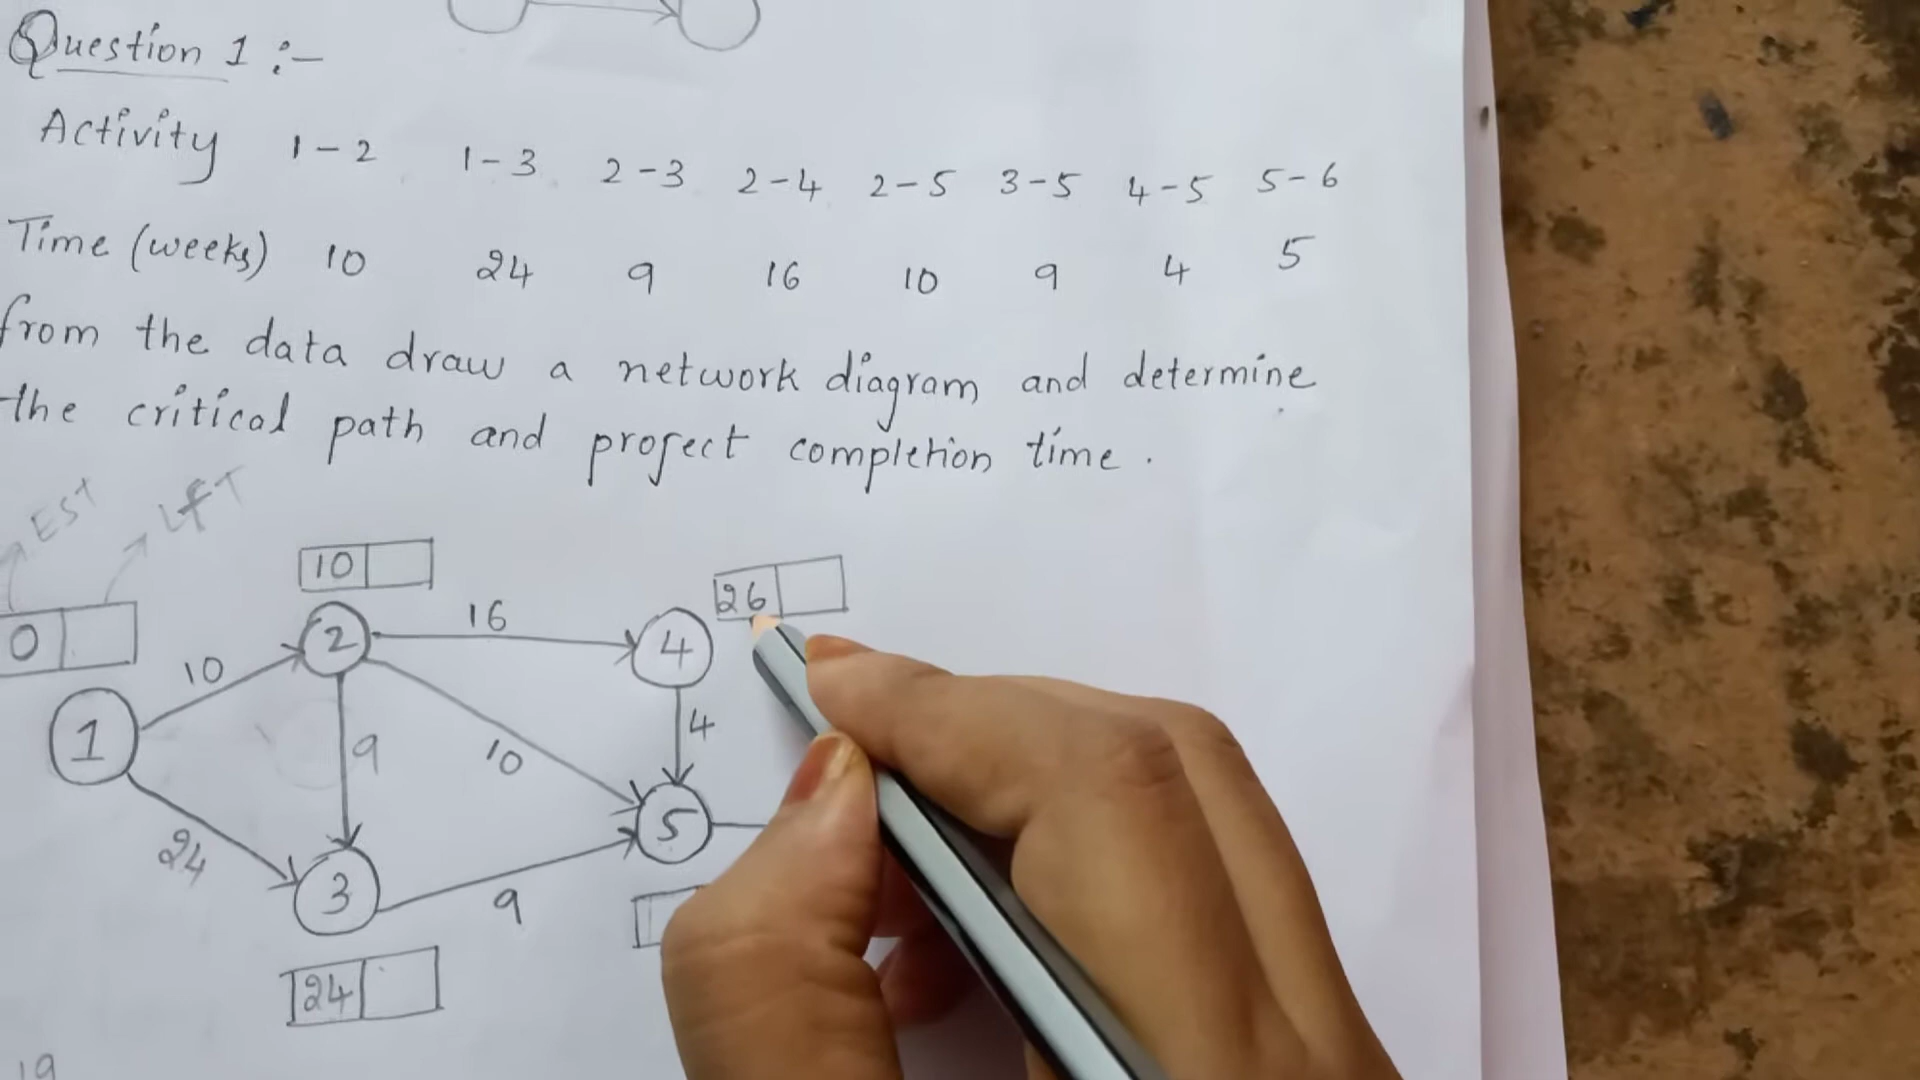 Question 1 :-
Activity 1-2 1-3 2-3 2-4 2-5 3-5 4-5 5-6
Time (weeks) 10 24 9 16 10 9 4 5
from the data draw a network diagram and determine
the critical path and project completion time.
EST LFT
10
26
0
16
2
4
10
4
1
9
10
5
24
3
9
24
19